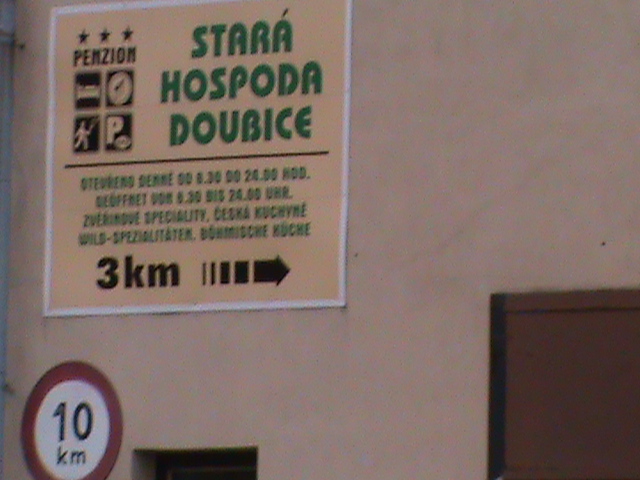 PENZION
STARÁ
HOSPODA
DOUBICE
P
OTEVŘENO DENNĚ OD 8.30 DO 24.00 HOD.
GEÖFFNET VON 8.30 BIS 24.00 UHR.
ZVĚŘINOVÉ SPECIALITY, ČESKÁ KUCHYNĚ
WILD-SPEZIALITÄTEN, BÖHMISCHE KÜCHE
3km
10
km